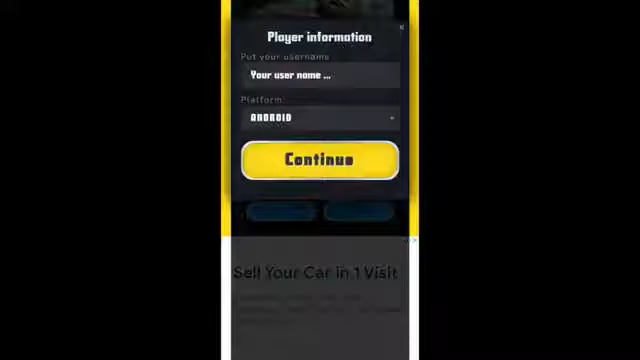 Player information
Put your username
Your user name ...
Platform:
ANDROID
Continue
Sell Your Car in 1 Visit